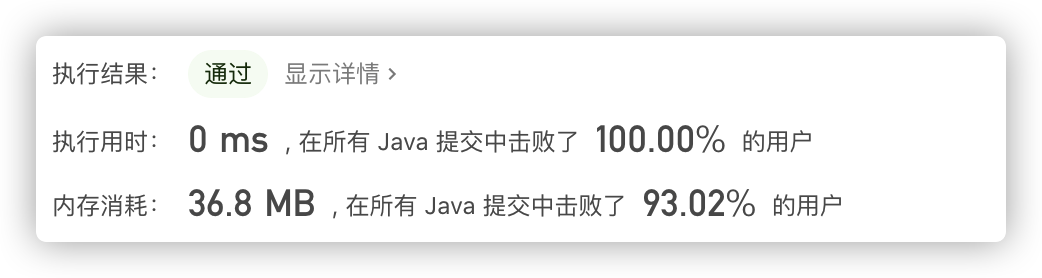 执行结果： 通过 显示详情 ›
执行用时： 0 ms , 在所有 Java 提交中击败了 100.00% 的用户
内存消耗： 36.8 MB , 在所有 Java 提交中击败了 93.02% 的用户